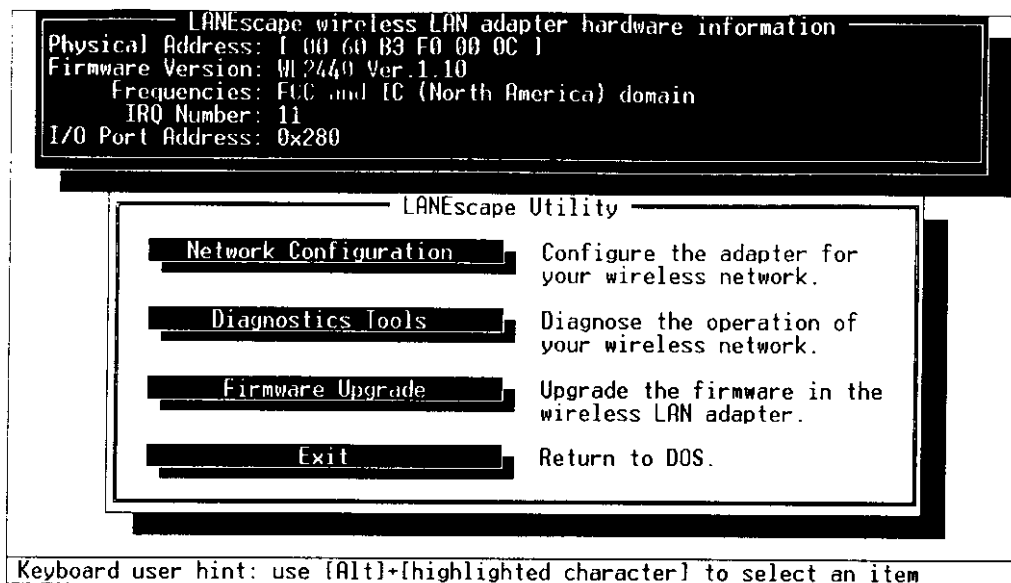 LANEscape wireless LAN adapter hardware information
Physical Address: [ 00 60 B3 F0 00 0C ]
Firmware Version: WL2440 Ver.1.10
Frequencies: FCC and IC (North America) domain
IRQ Number: 11
I/O Port Address: 0x280
LANEscape Utility
Network Configuration Configure the adapter for
your wireless network.
Diagnostics Tools Diagnose the operation of
your wireless network.
Firmware Upgrade Upgrade the firmware in the
wireless LAN adapter.
Exit Return to DOS.
Keyboard user hint: use [Alt]+[highlighted character] to select an item